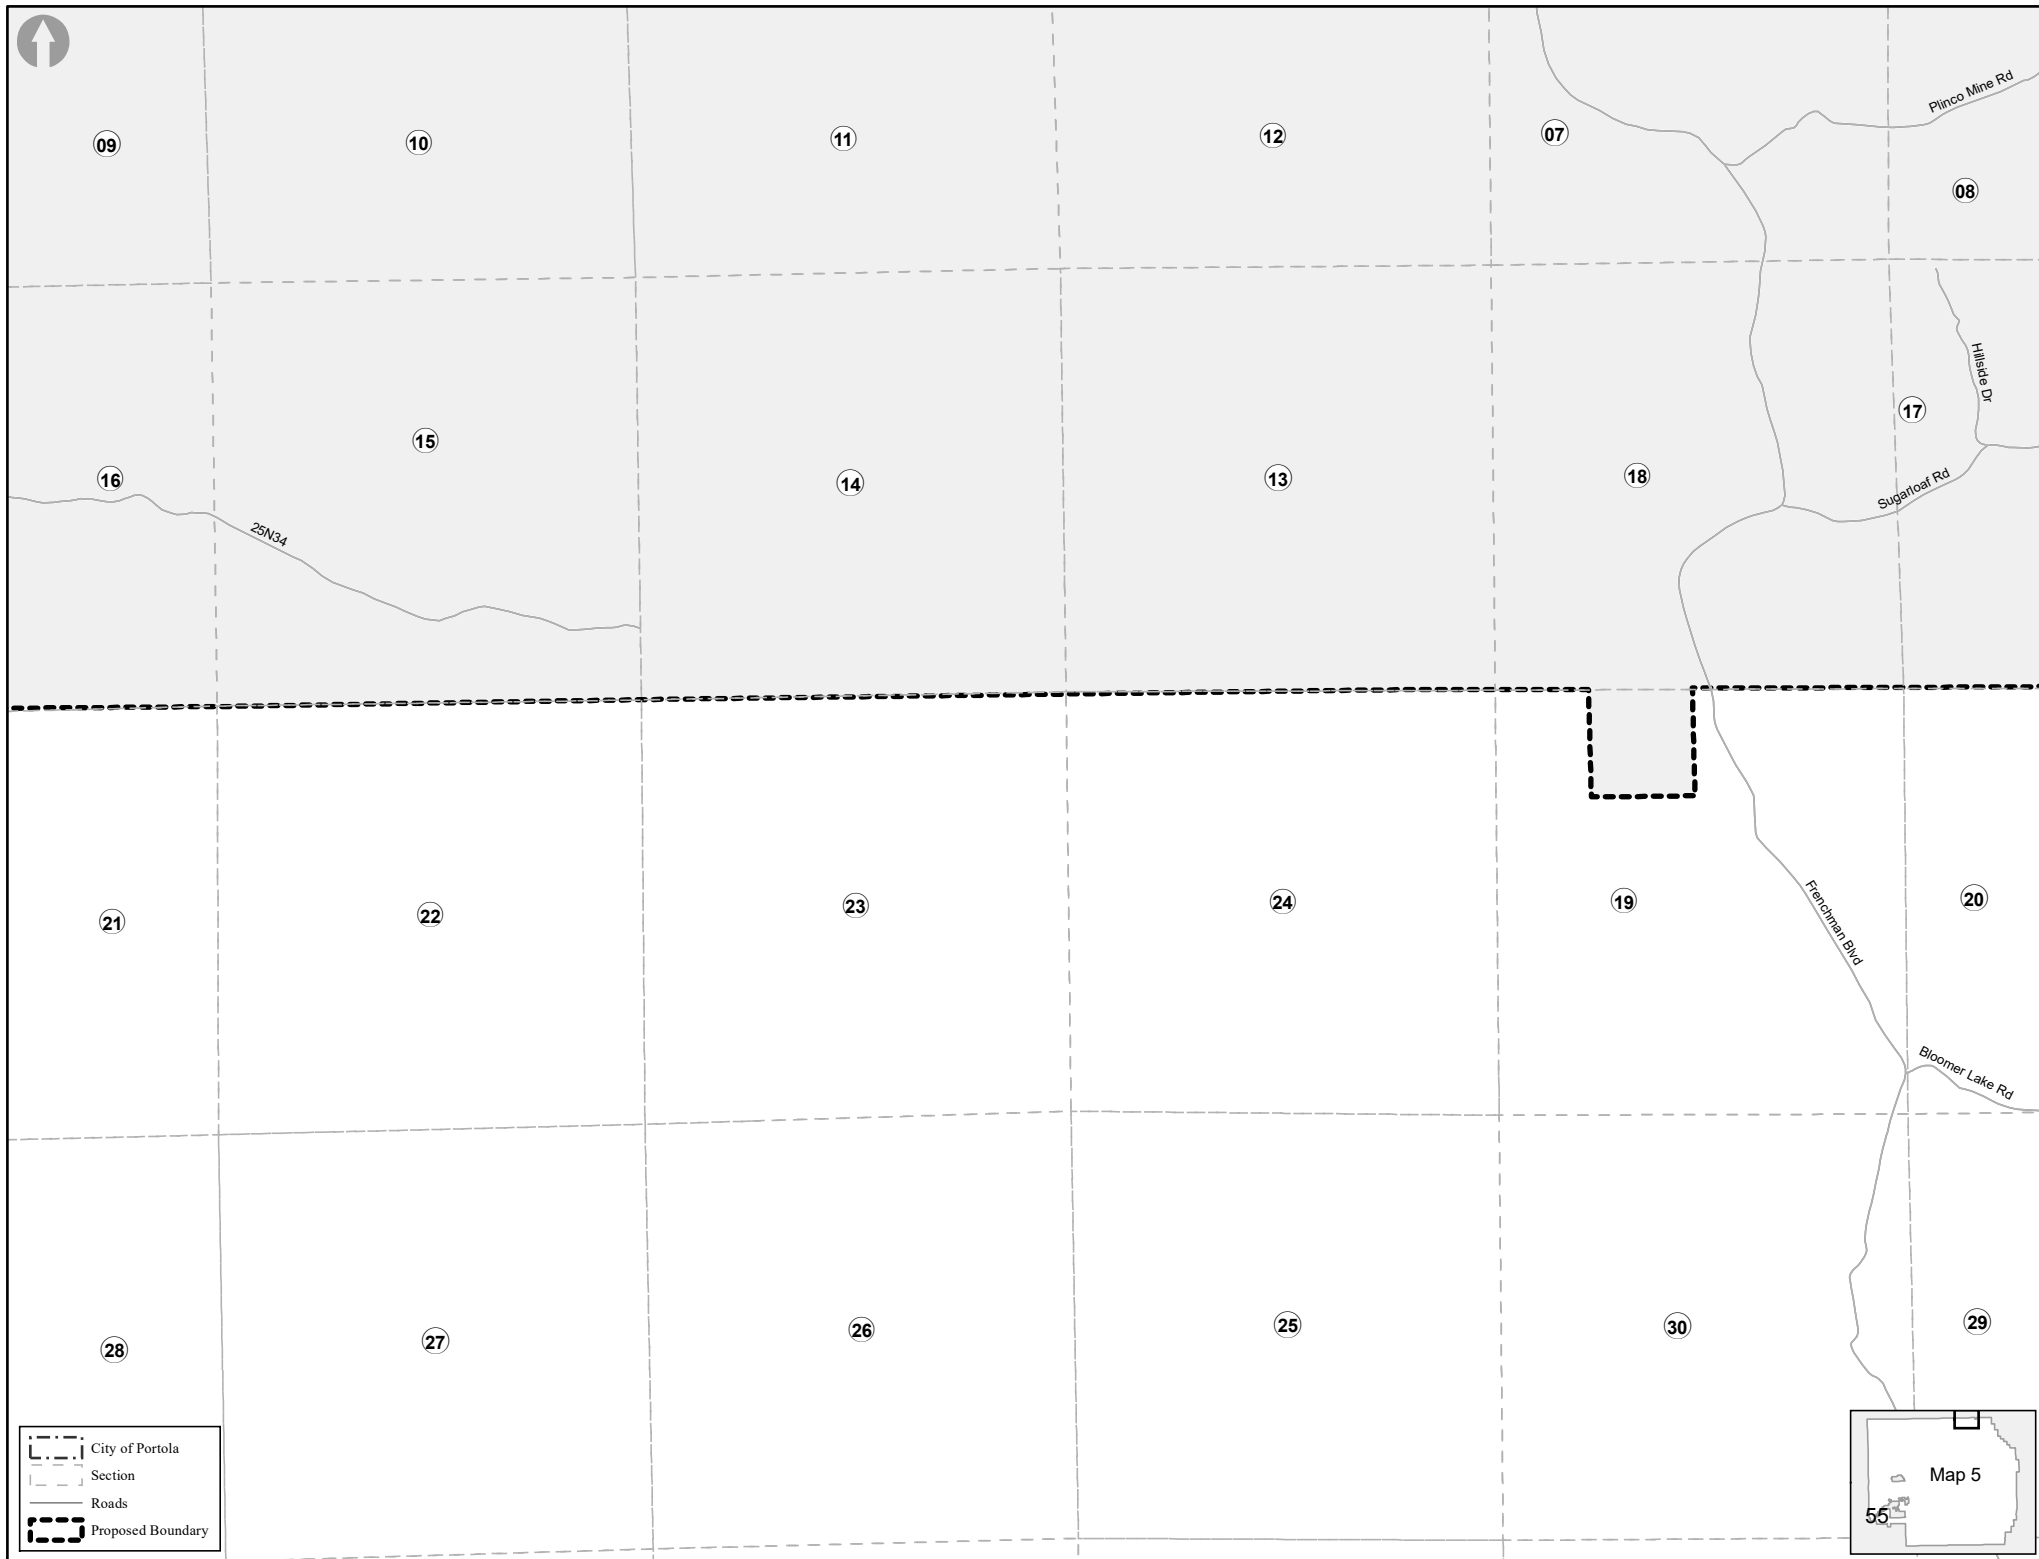 Plinco Mine Rd
09
10
11
12
07
08
Hillside Dr
17
15
16
14
13
18
Sugarloaf Rd
25N34
21
22
23
24
19
20
Frenchman Blvd
Bloomer Lake Rd
28
27
26
25
30
29
City of Portola
Section
Roads
Proposed Boundary
Map 5
55